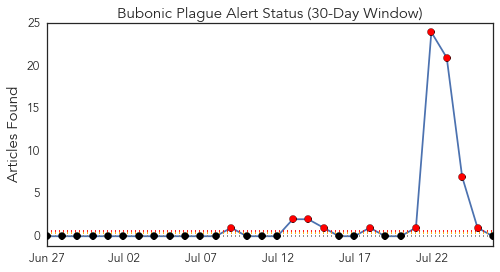 Bubonic Plague Alert Status (30-Day Window)
25
20
15
10
5
0
Articles Found
Jun 27
Jul 02
Jul 07
Jul 12
Jul 17
Jul 22